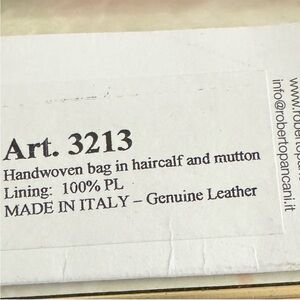 Art. 3213
Handwoven bag in haircalf and mutton
Lining: 100% PL
MADE IN ITALY – Genuine Leather
info@robertopancani.it